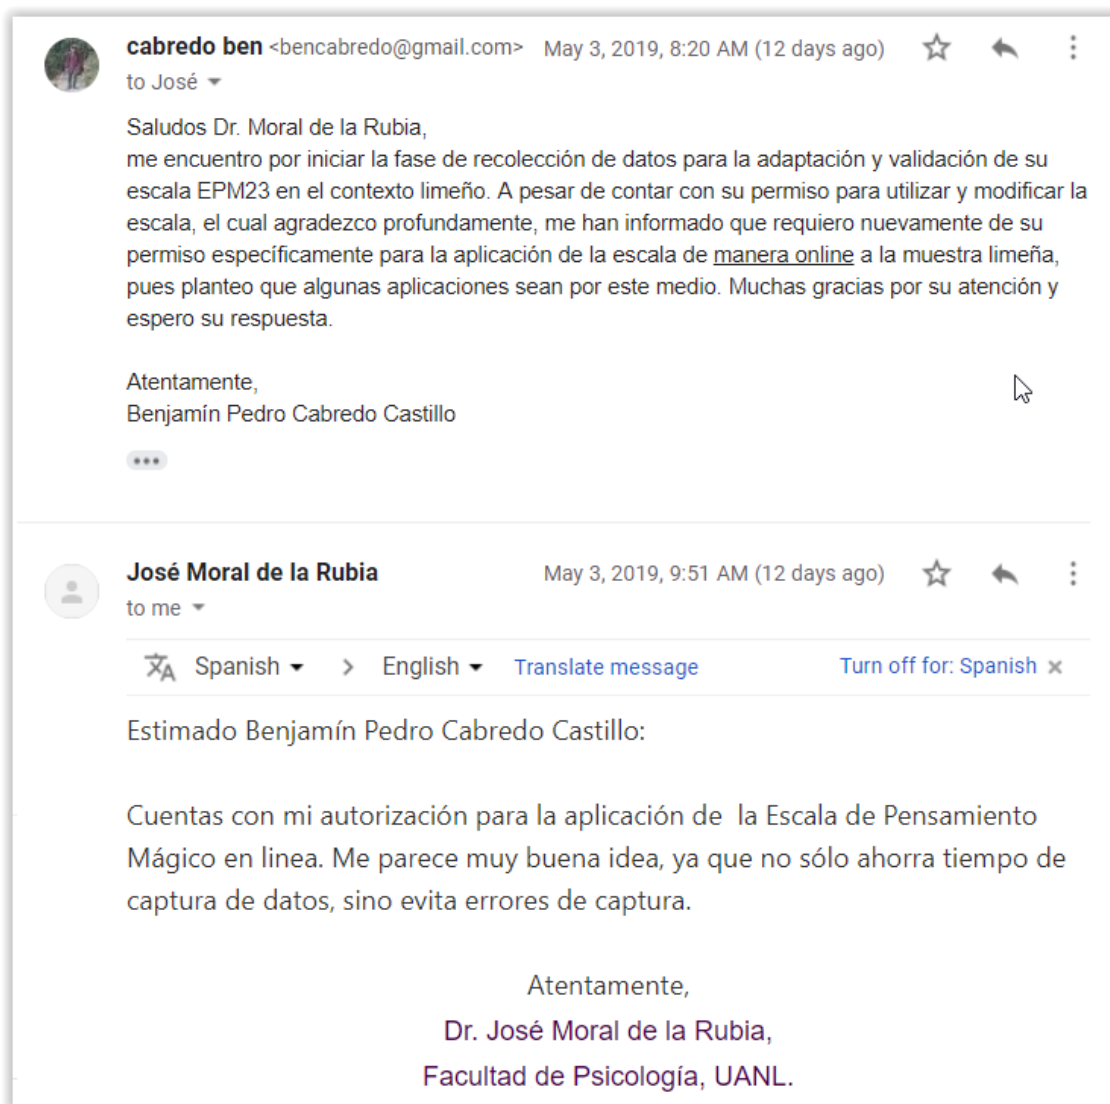 cabredo ben <bencabredo@gmail.com> May 3, 2019, 8:20 AM (12 days ago)
to José
Saludos Dr. Moral de la Rubia,
me encuentro por iniciar la fase de recolección de datos para la adaptación y validación de su
escala EPM23 en el contexto limeño. A pesar de contar con su permiso para utilizar y modificar la
escala, el cual agradezco profundamente, me han informado que requiero nuevamente de su
permiso específicamente para la aplicación de la escala de manera online a la muestra limeña,
pues planteo que algunas aplicaciones sean por este medio. Muchas gracias por su atención y
espero su respuesta.
Atentamente,
Benjamín Pedro Cabredo Castillo
José Moral de la Rubia May 3, 2019, 9:51 AM (12 days ago)
to me
Spanish > English Translate message Turn off for: Spanish
Estimado Benjamín Pedro Cabredo Castillo:
Cuentas con mi autorización para la aplicación de la Escala de Pensamiento
Mágico en linea. Me parece muy buena idea, ya que no sólo ahorra tiempo de
captura de datos, sino evita errores de captura.
Atentamente,
Dr. José Moral de la Rubia,
Facultad de Psicología, UANL.